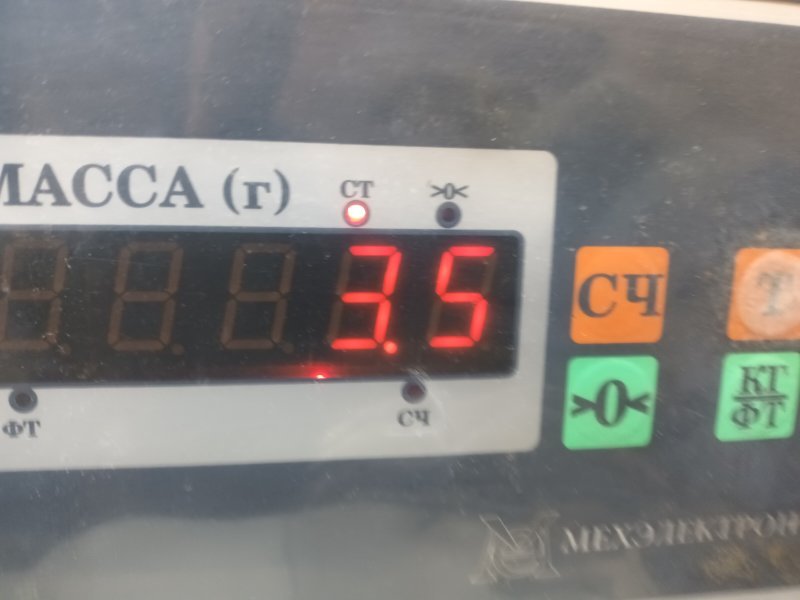 МАССА (г)
СТ
>0<
3.5
СЧ
Т
ФТ
СЧ
>0<
КТ
ФТ
МЕХЭЛЕКТРОН